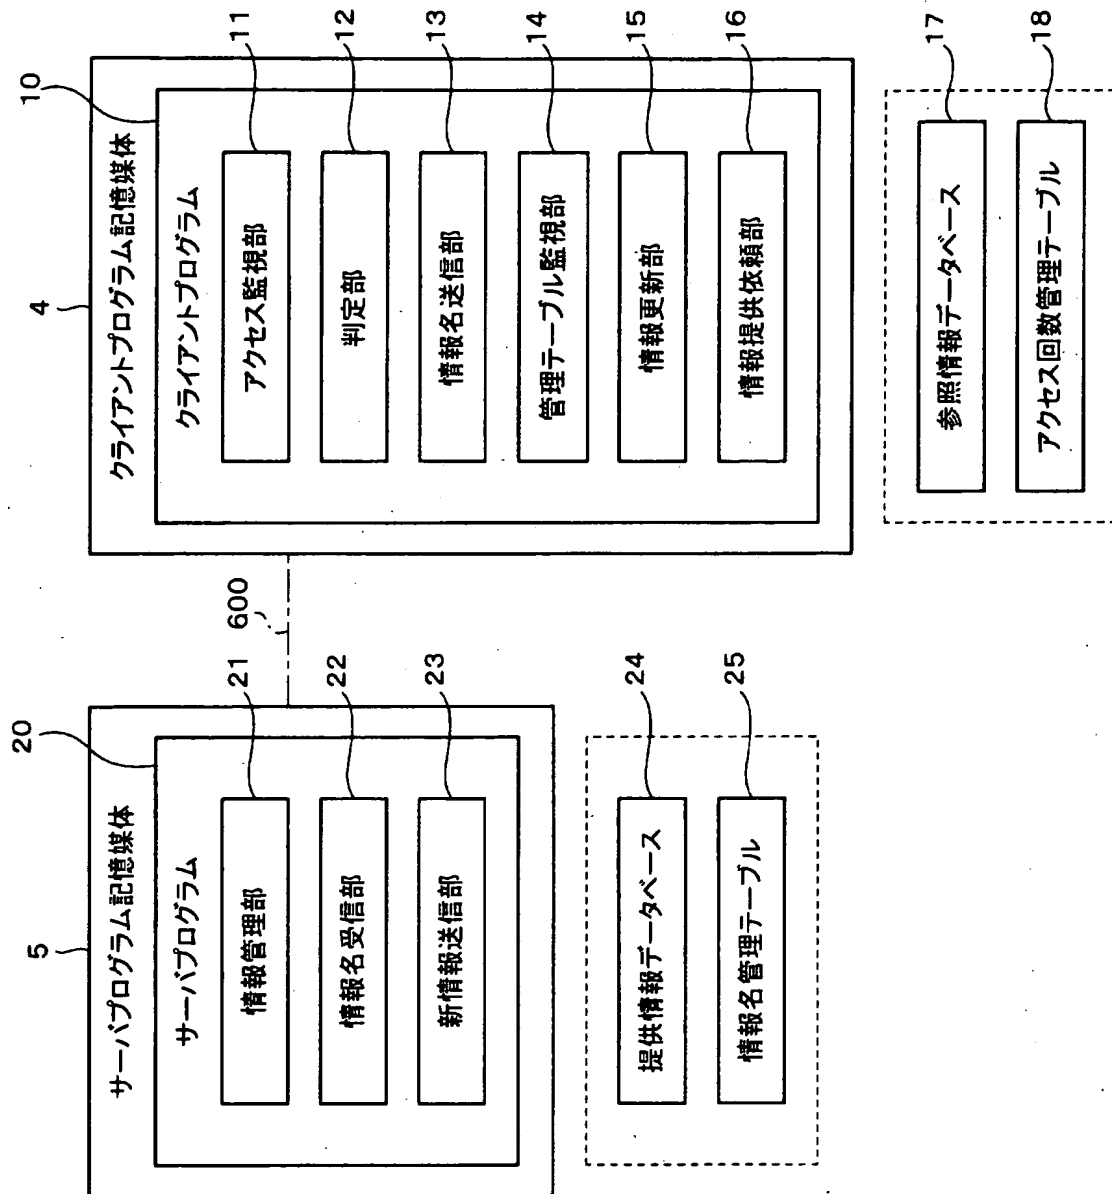 5
サーバプログラム記憶媒体
20
サーバプログラム
情報管理部
21
情報名受信部
22
新情報送信部
23
提供情報データベース
24
情報名管理テーブル
25
600
4
クライアントプログラム記憶媒体
10
クライアントプログラム
アクセス監視部
11
判定部
12
情報名送信部
13
管理テーブル監視部
14
情報更新部
15
情報提供依頼部
16
参照情報データベース
17
アクセス回数管理テーブル
18